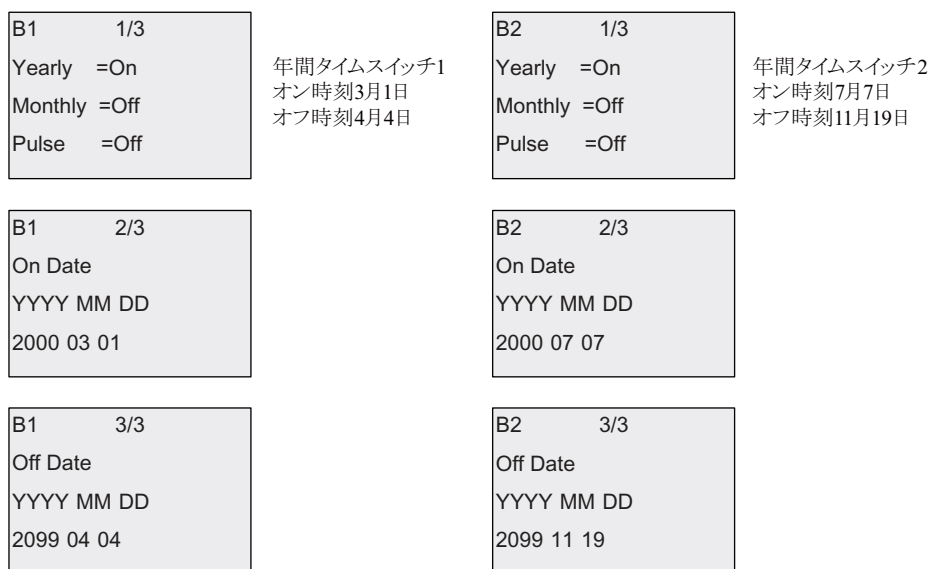 B1 1/3
Yearly =On
Monthly =Off
Pulse =Off
年間タイムスイッチ1
オン時刻3月1日
オフ時刻4月4日
B2 1/3
Yearly =On
Monthly =Off
Pulse =Off
年間タイムスイッチ2
オン時刻7月7日
オフ時刻11月19日
B1 2/3
On Date
YYYY MM DD
2000 03 01
B2 2/3
On Date
YYYY MM DD
2000 07 07
B1 3/3
Off Date
YYYY MM DD
2099 04 04
B2 3/3
Off Date
YYYY MM DD
2099 11 19